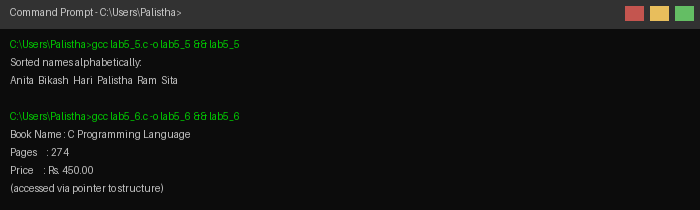 Command Prompt - C:\Users\Palistha>
C:\Users\Palistha>gcc lab5_5.c -o lab5_5 && lab5_5
Sorted names alphabetically:
Anita Bikash Hari Palistha Ram Sita
C:\Users\Palistha>gcc lab5_6.c -o lab5_6 && lab5_6
Book Name : C Programming Language
Pages : 274
Price : Rs. 450.00
(accessed via pointer to structure)